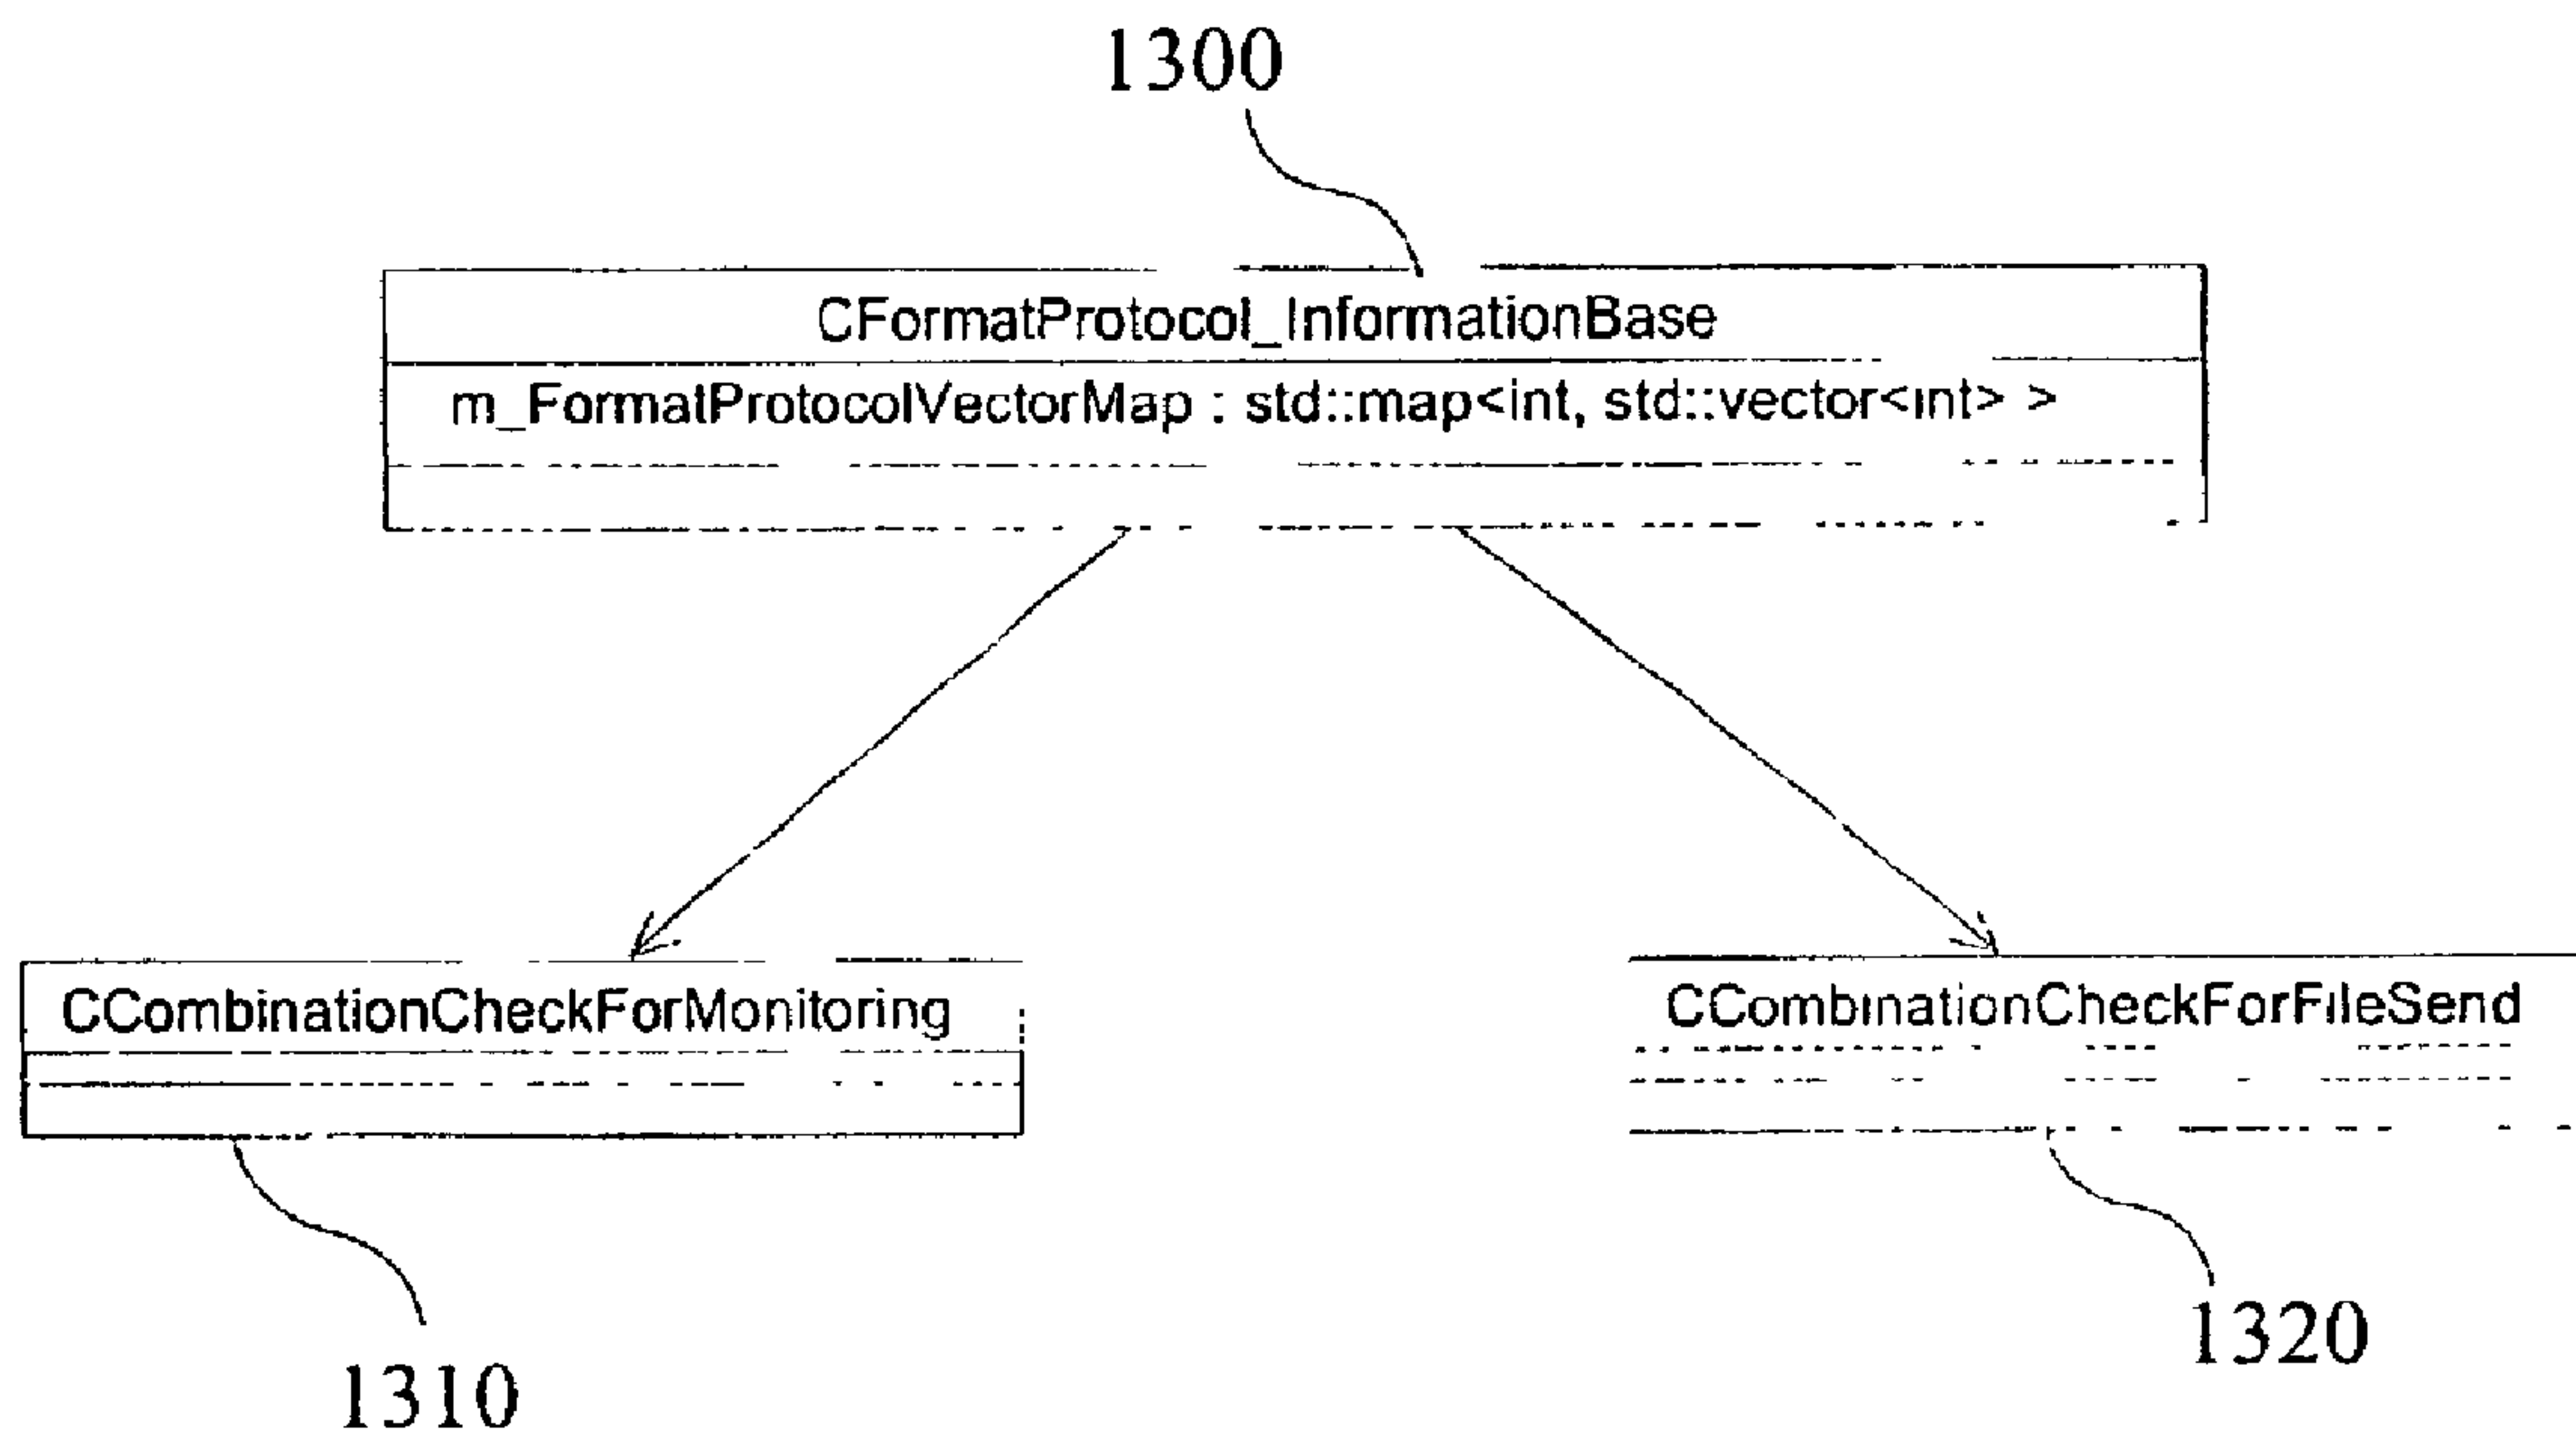 1300
CFormatProtocol_InformationBase
m_FormatProtocolVectorMap : std::map<int, std::vector<int> >
CCombinationCheckForMonitoring
CCombinationCheckForFileSend
1310
1320